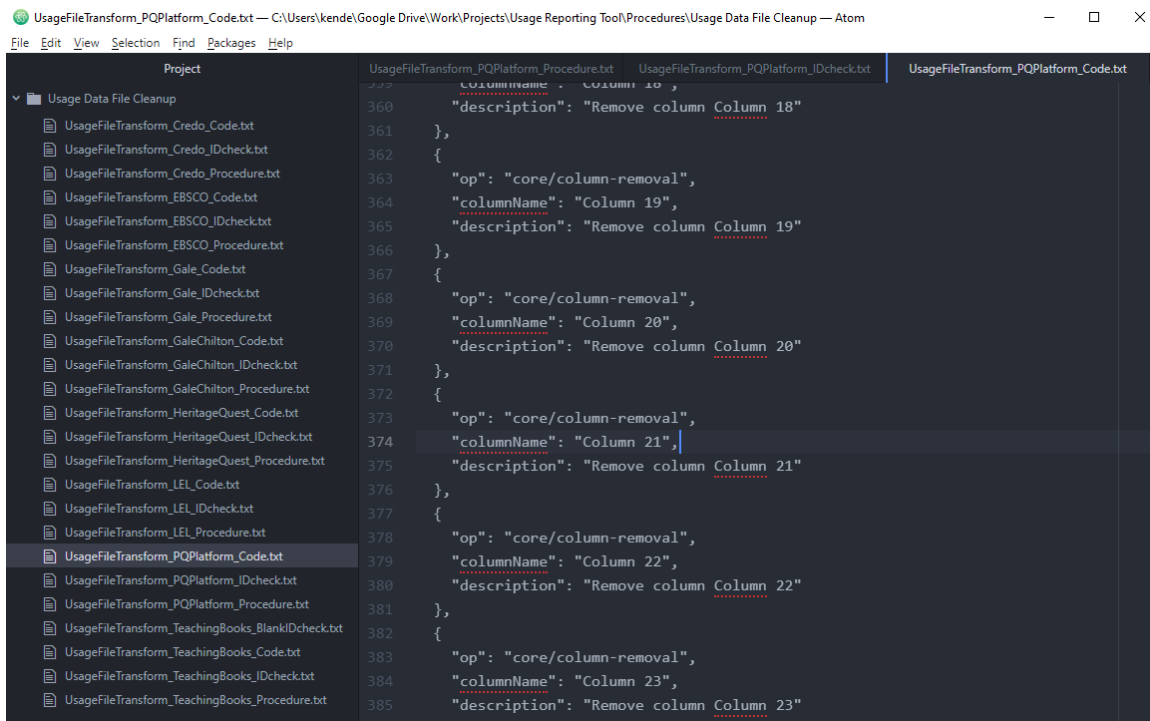 UsageFileTransform_PQPlatform_Code.txt — C:\Users\kende\Google Drive\Work\Projects\Usage Reporting Tool\Procedures\Usage Data File Cleanup — Atom
File Edit View Selection Find Packages Help
Project
UsageFileTransform_PQPlatform_Procedure.txt UsageFileTransform_PQPlatform_IDcheck.txt UsageFileTransform_PQPlatform_Code.txt
Usage Data File Cleanup
UsageFileTransform_Credo_Code.txt
UsageFileTransform_Credo_IDcheck.txt
UsageFileTransform_Credo_Procedure.txt
UsageFileTransform_EBSCO_Code.txt
UsageFileTransform_EBSCO_IDcheck.txt
UsageFileTransform_EBSCO_Procedure.txt
UsageFileTransform_Gale_Code.txt
UsageFileTransform_Gale_IDcheck.txt
UsageFileTransform_Gale_Procedure.txt
UsageFileTransform_GaleChilton_Code.txt
UsageFileTransform_GaleChilton_IDcheck.txt
UsageFileTransform_GaleChilton_Procedure.txt
UsageFileTransform_HeritageQuest_Code.txt
UsageFileTransform_HeritageQuest_IDcheck.txt
UsageFileTransform_HeritageQuest_Procedure.txt
UsageFileTransform_LEL_Code.txt
UsageFileTransform_LEL_IDcheck.txt
UsageFileTransform_LEL_Procedure.txt
UsageFileTransform_PQPlatform_Code.txt
UsageFileTransform_PQPlatform_IDcheck.txt
UsageFileTransform_PQPlatform_Procedure.txt
UsageFileTransform_TeachingBooks_BlankIDcheck.txt
UsageFileTransform_TeachingBooks_Code.txt
UsageFileTransform_TeachingBooks_IDcheck.txt
UsageFileTransform_TeachingBooks_Procedure.txt
359 "columnName": "Column 18",
360 "description": "Remove column Column 18"
361 },
362 {
363 "op": "core/column-removal",
364 "columnName": "Column 19",
365 "description": "Remove column Column 19"
366 },
367 {
368 "op": "core/column-removal",
369 "columnName": "Column 20",
370 "description": "Remove column Column 20"
371 },
372 {
373 "op": "core/column-removal",
374 "columnName": "Column 21",
375 "description": "Remove column Column 21"
376 },
377 {
378 "op": "core/column-removal",
379 "columnName": "Column 22",
380 "description": "Remove column Column 22"
381 },
382 {
383 "op": "core/column-removal",
384 "columnName": "Column 23",
385 "description": "Remove column Column 23"